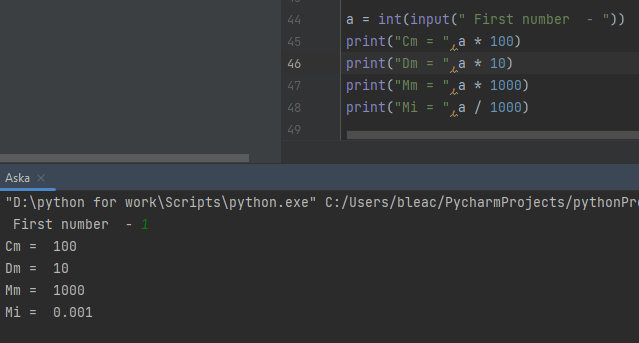 44 a = int(input(" First number  - "))
45 print("Cm = ",a * 100)
46 print("Dm = ",a * 10)
47 print("Mm = ",a * 1000)
48 print("Mi = ",a / 1000)
49
Aska ×
"D:\python for work\Scripts\python.exe" C:/Users/bleac/PycharmProjects/pythonPr
 First number  - 1
Cm =  100
Dm =  10
Mm =  1000
Mi =  0.001